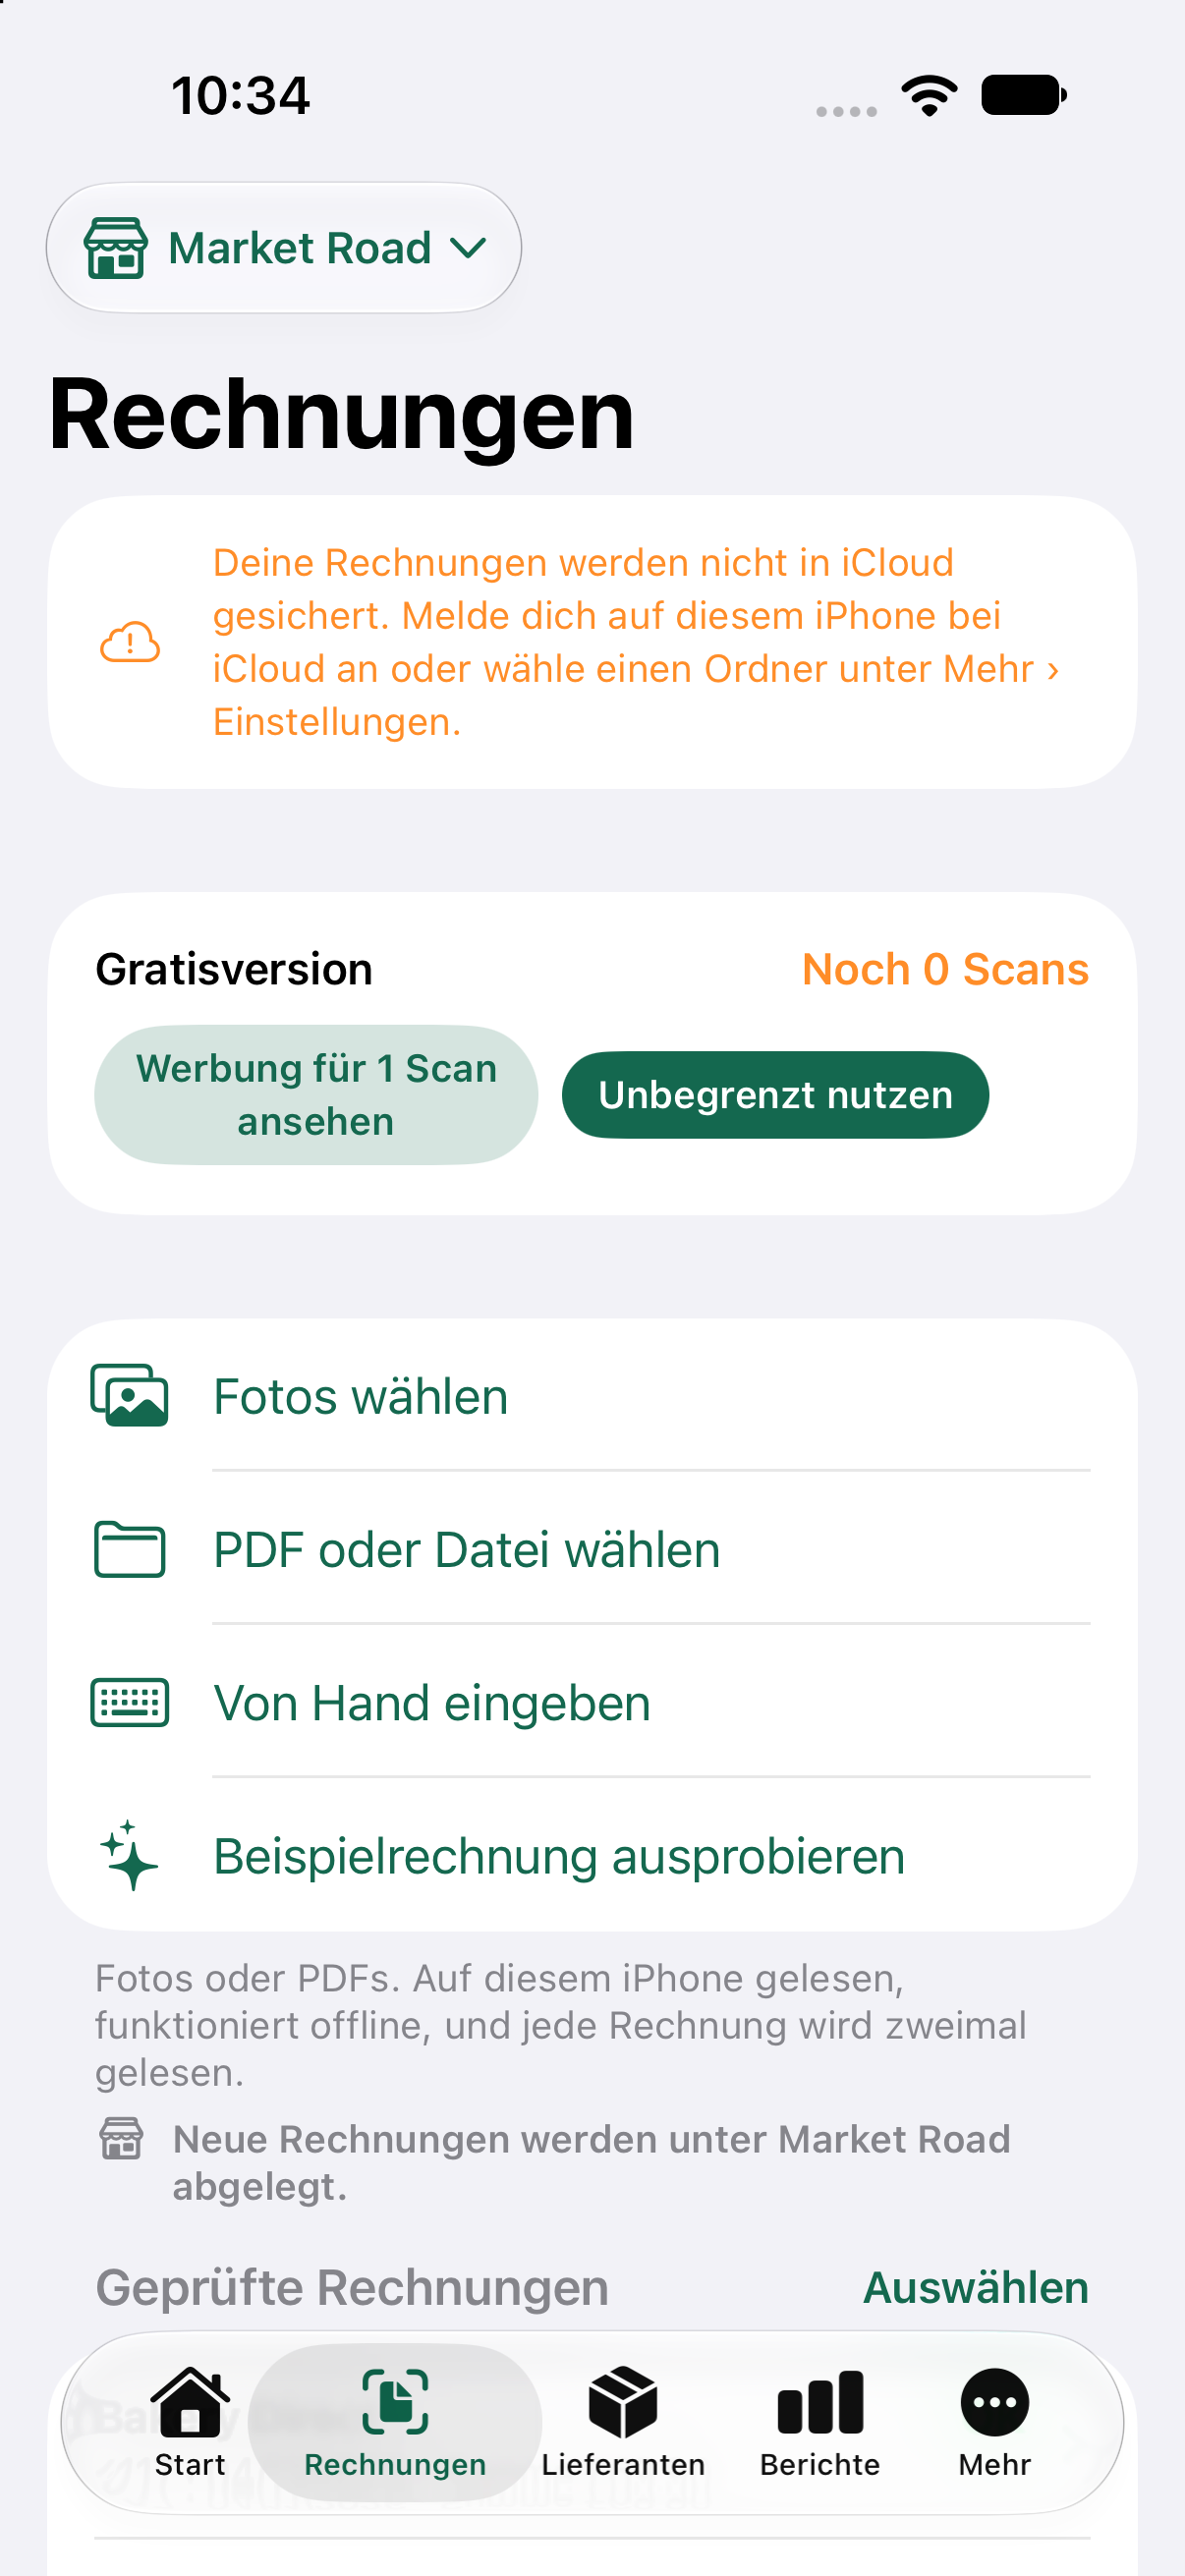 10:34
Market Road
Rechnungen
Deine Rechnungen werden nicht in iCloud
gesichert. Melde dich auf diesem iPhone bei
iCloud an oder wähle einen Ordner unter Mehr ›
Einstellungen.
Gratisversion
Noch 0 Scans
Werbung für 1 Scan
ansehen
Unbegrenzt nutzen
Fotos wählen
PDF oder Datei wählen
Von Hand eingeben
Beispielrechnung ausprobieren
Fotos oder PDFs. Auf diesem iPhone gelesen,
funktioniert offline, und jede Rechnung wird zweimal
gelesen.
Neue Rechnungen werden unter Market Road
abgelegt.
Geprüfte Rechnungen
Auswählen
Start
Rechnungen
Lieferanten
Berichte
Mehr